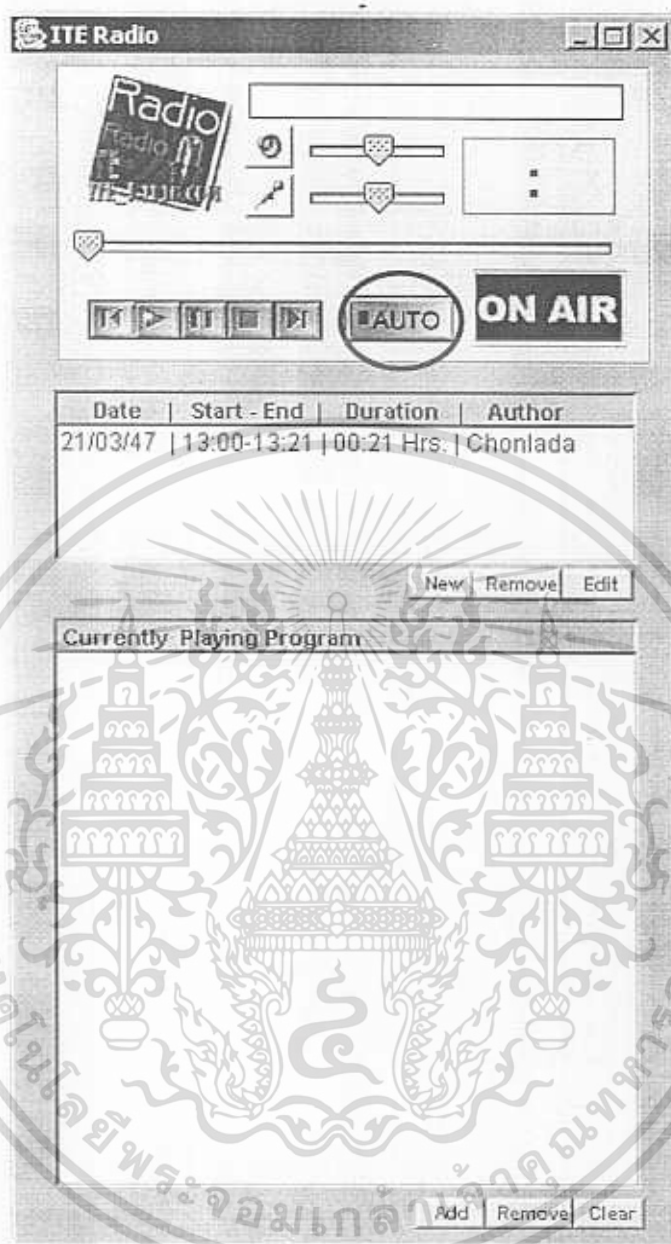 ITE Radio
Radio
Radio
:
AUTO
ON AIR
Date | Start - End | Duration | Author
21/03/47 | 13:00-13:21 | 00:21 Hrs. | Chonlada
New Remove Edit
Currently Playing Program
Add Remove Clear